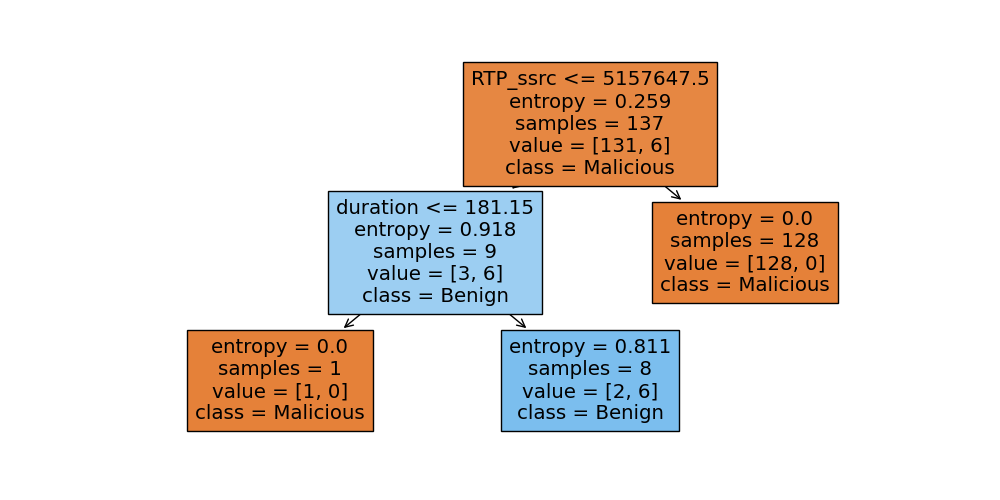 RTP_ssrc <= 5157647.5
entropy = 0.259
samples = 137
value = [131, 6]
class = Malicious
duration <= 181.15
entropy = 0.918
samples = 9
value = [3, 6]
class = Benign
entropy = 0.0
samples = 128
value = [128, 0]
class = Malicious
entropy = 0.0
samples = 1
value = [1, 0]
class = Malicious
entropy = 0.811
samples = 8
value = [2, 6]
class = Benign